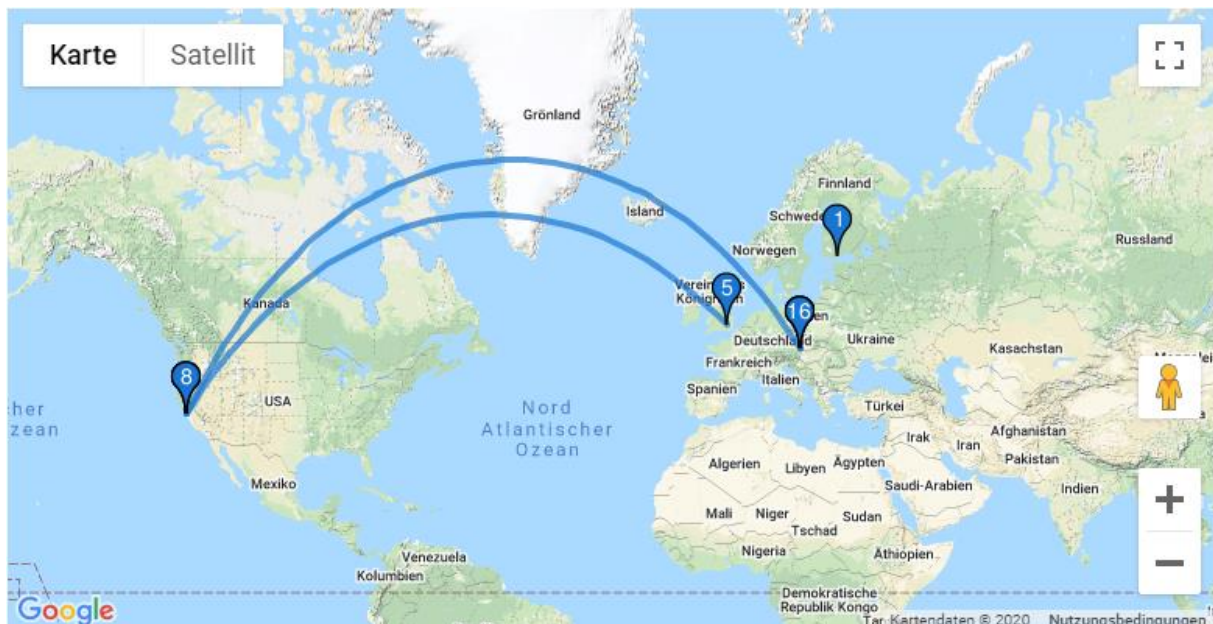 Karte Satellit
Grönland
Finnland
Island
Schwede
1
Norwegen
Russland
Kanada
5
16
Deutschland
Ukraine
Kasachstan
Frankreich
8
Spanien
Italien
USA
Türkei
Nord
Atlantischer
Ozean
Irak
Iran
Afghanistan
Pakistan
Mexiko
Algerien
Libyen
Ägypten
Saudi-Arabien
Indien
Mali
Niger
Sudan
Tschad
Nigeria
Äthiopien
Venezuela
Kolumbien
Demokratische
Republik Kongo
Google
Kartendaten © 2020 Nutzungsbedingungen